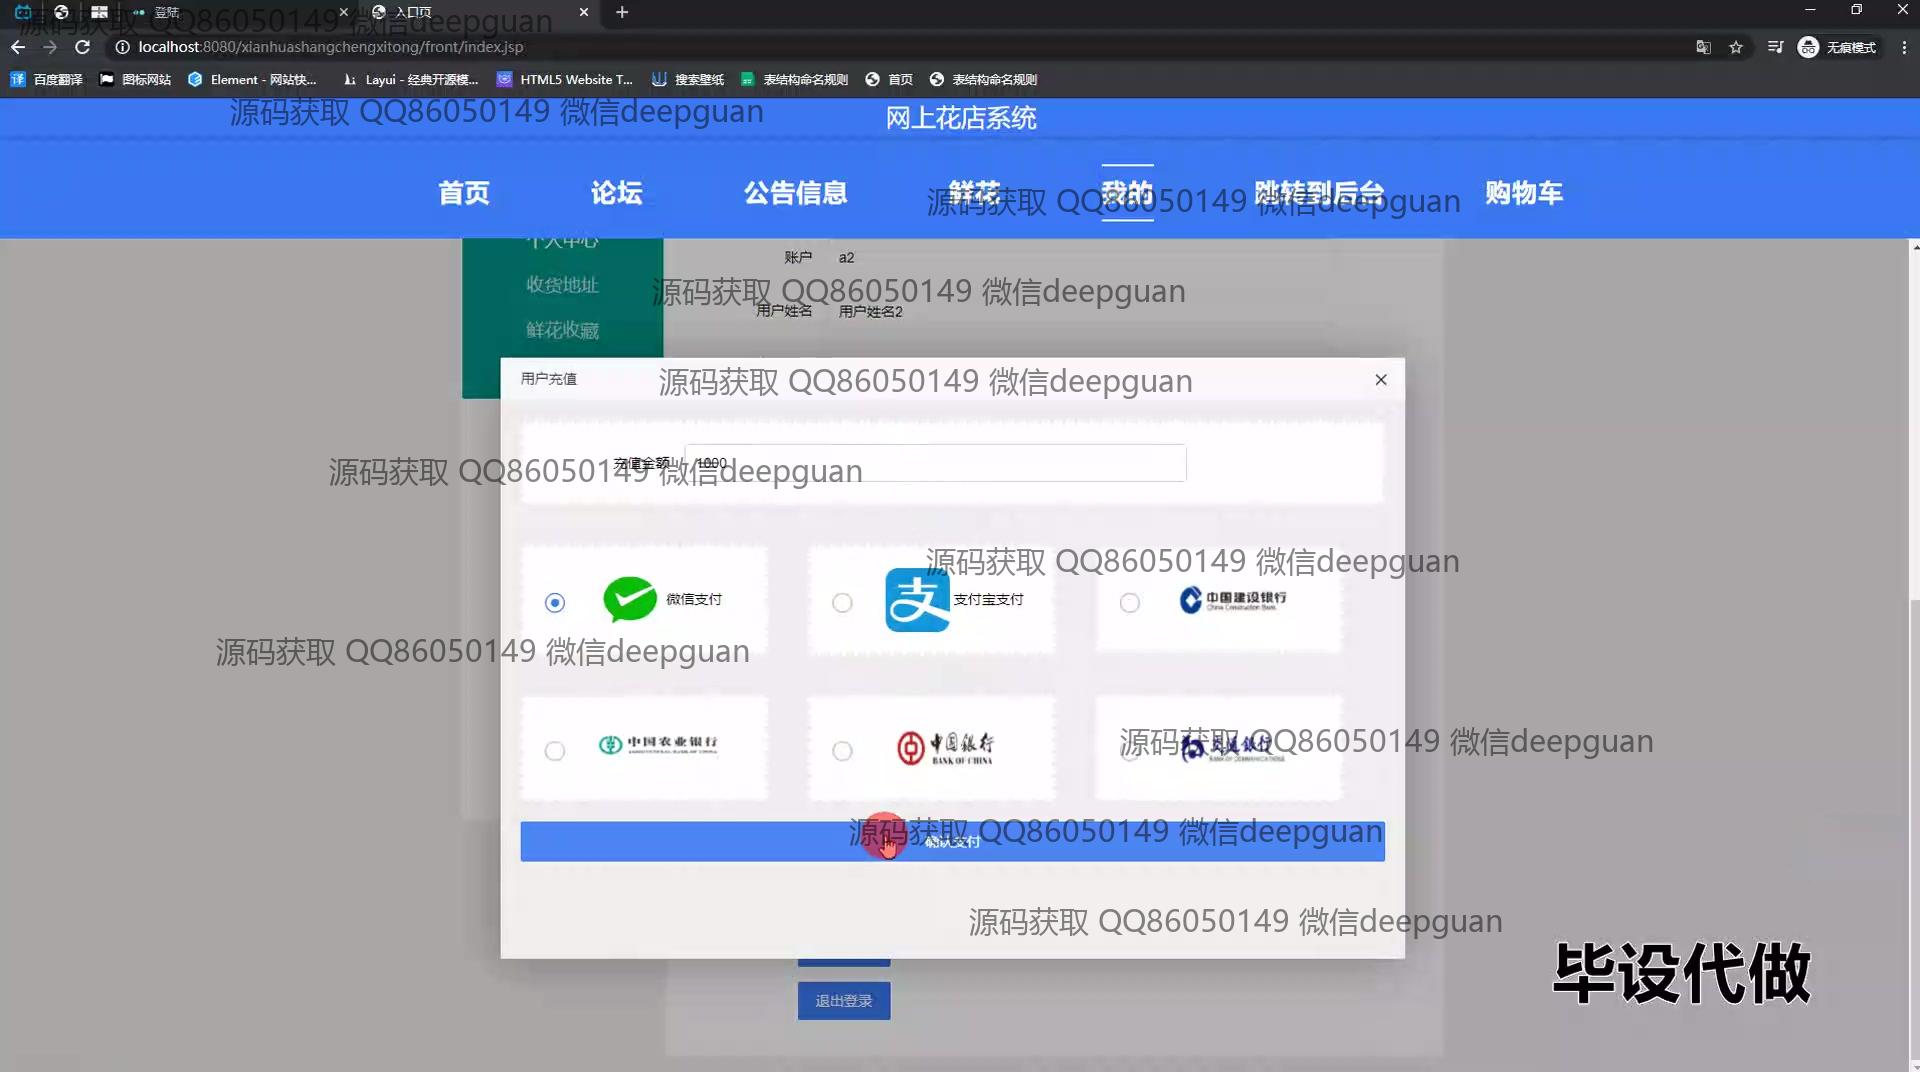 登陆
入口页
源码获取 QQ86050149 微信deepguan
localhost:8080/xianhuashangchengxitong/front/index.jsp
无痕模式
百度翻译
图标网站
Element - 网站快...
Layui - 经典开源模...
HTML5 Website T...
搜索壁纸
表结构命名规则
首页
表结构命名规则
源码获取 QQ86050149 微信deepguan
网上花店系统
首页
论坛
公告信息
鲜花
我的
跳转到后台
购物车
源码获取 QQ86050149 微信deepguan
个人中心
账户 a2
收货地址
源码获取 QQ86050149 微信deepguan
用户姓名 用户姓名2
鲜花收藏
用户充值
源码获取 QQ86050149 微信deepguan
充值金额 1000
源码获取 QQ86050149 微信deepguan
源码获取 QQ86050149 微信deepguan
微信支付
支付宝支付
中国建设银行
China Construction Bank
源码获取 QQ86050149 微信deepguan
中国农业银行
AGRICULTURAL BANK OF CHINA
中国银行
BANK OF CHINA
交通银行
BANK OF COMMUNICATIONS
源码获取 QQ86050149 微信deepguan
源码获取 QQ86050149 微信deepguan
确认支付
源码获取 QQ86050149 微信deepguan
毕设代做
退出登录